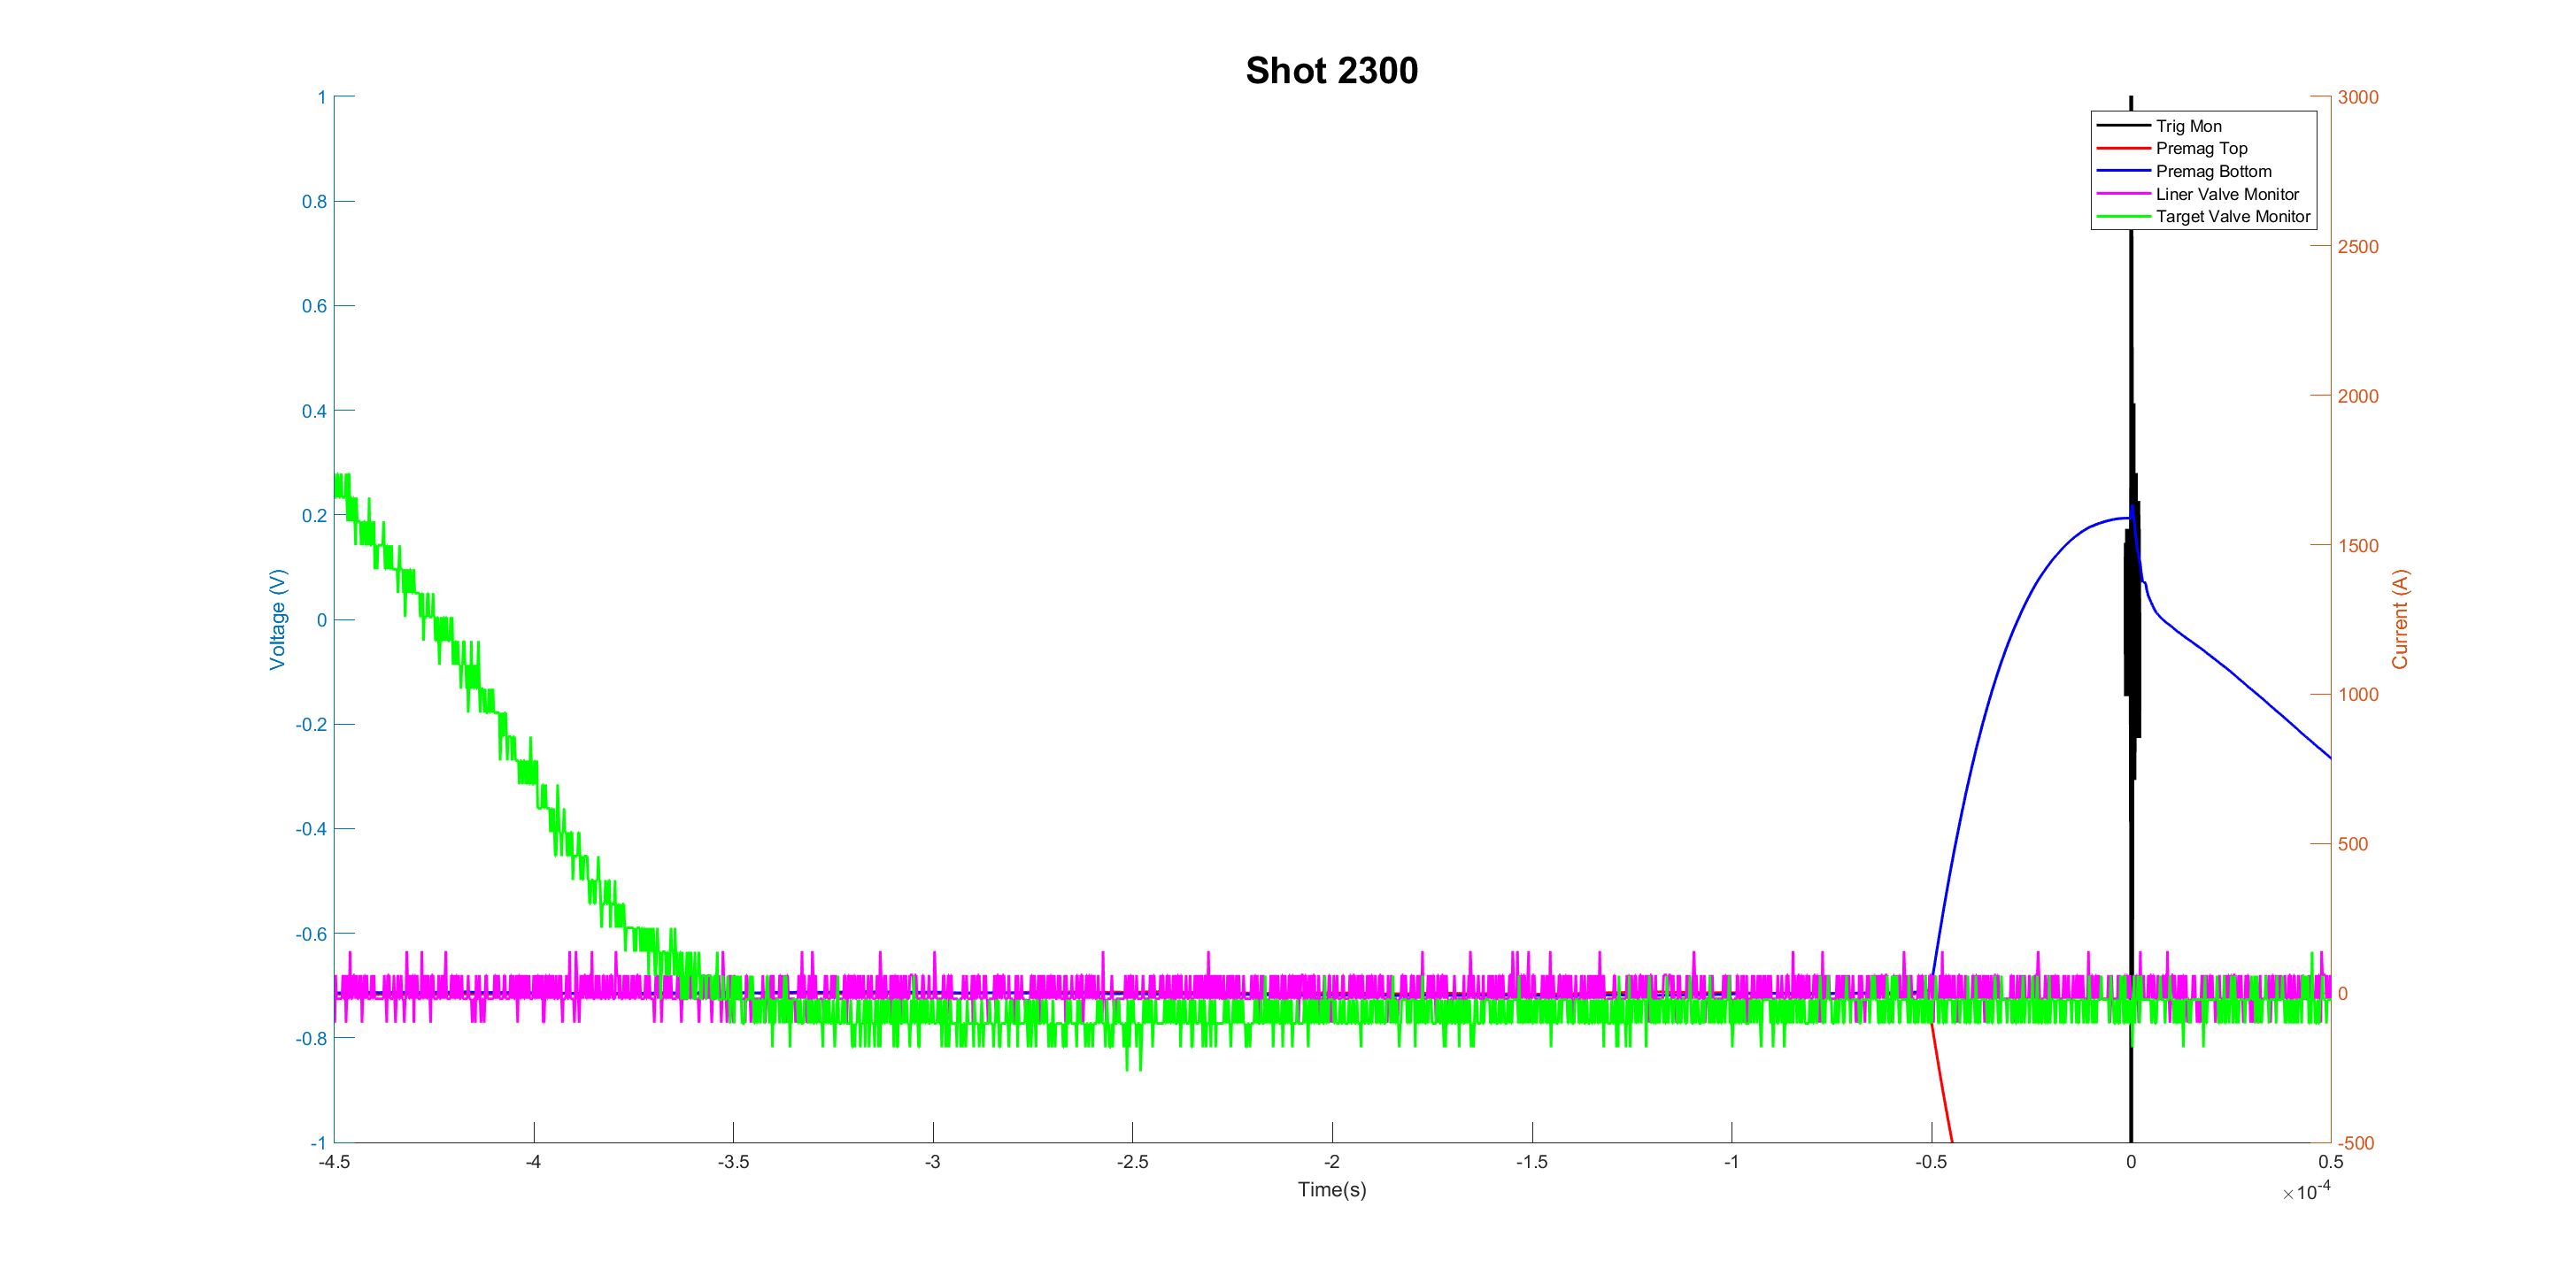 Shot 2300
1
0.8
0.6
0.4
0.2
0
-0.2
-0.4
-0.6
-0.8
-1
Voltage (V)
3000
2500
2000
1500
1000
500
0
-500
Current (A)
Trig Mon
Premag Top
Premag Bottom
Liner Valve Monitor
Target Valve Monitor
-4.5 -4 -3.5 -3 -2.5 -2 -1.5 -1 -0.5 0 0.5
Time(s)
×10^-4